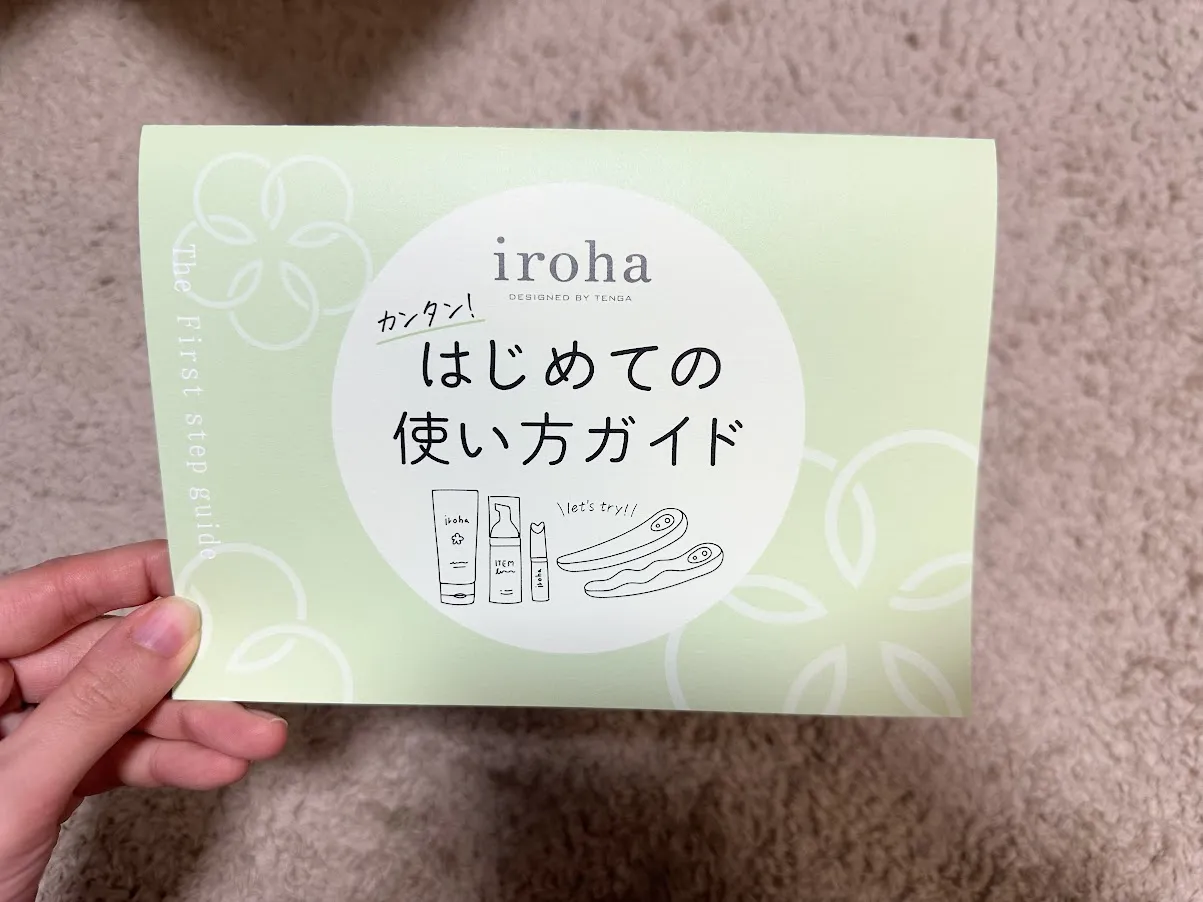 iroha
DESIGNED BY TENGA
カンタン!
はじめての
使い方ガイド
let's try!!
iroha
ITEM
iroha
The First step guide